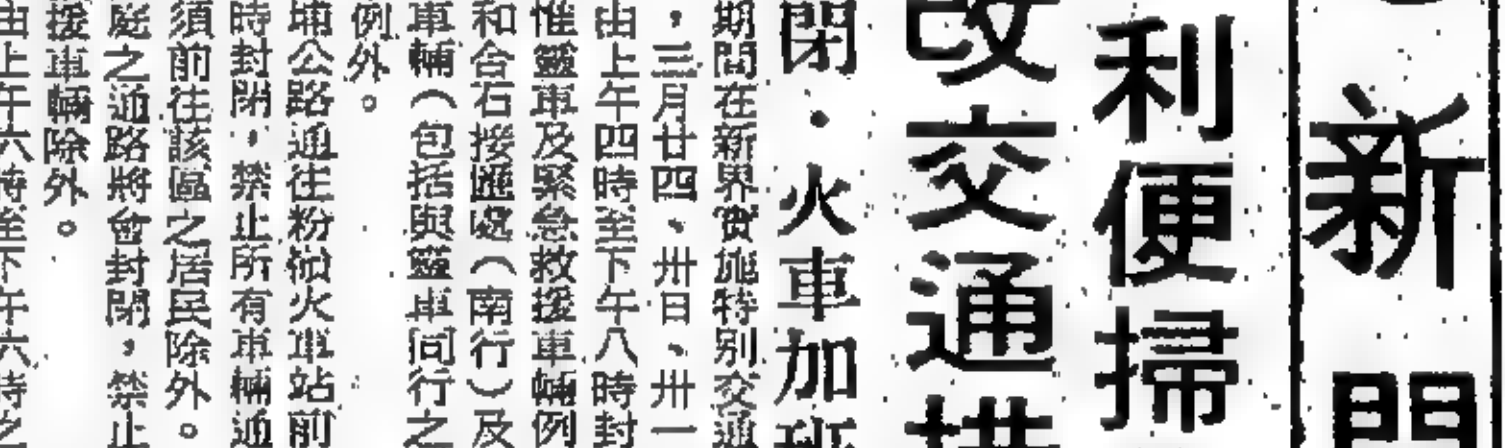 新聞
利便掃
改交通措
閉・火車加班
期間在新界實施特別交通
，三月廿四、卅日、卅一
由上午四時至下午八時封
惟靈車及緊急救援車輛例
和合石接匯處（南行）及
車輛（包括與靈車同行之
例外。
埔公路通往粉嶺火車站前
時封閉，禁止所有車輛通
須前往該區之居民除外。
庭之通路將會封閉，禁止
援車輛除外。
由上午六時至下午六時之